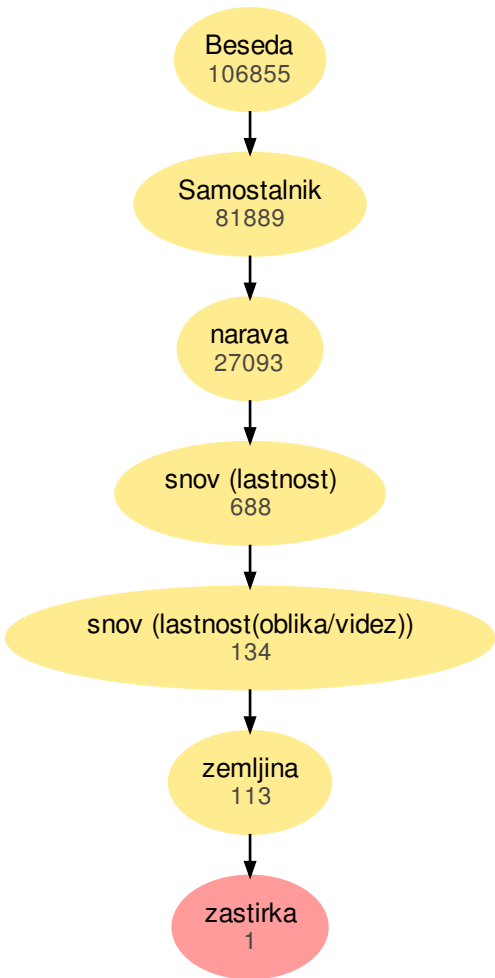 Beseda
106855
Samostalnik
81889
narava
27093
snov (lastnost)
688
snov (lastnost(oblika/videz))
134
zemljina
113
zastirka
1